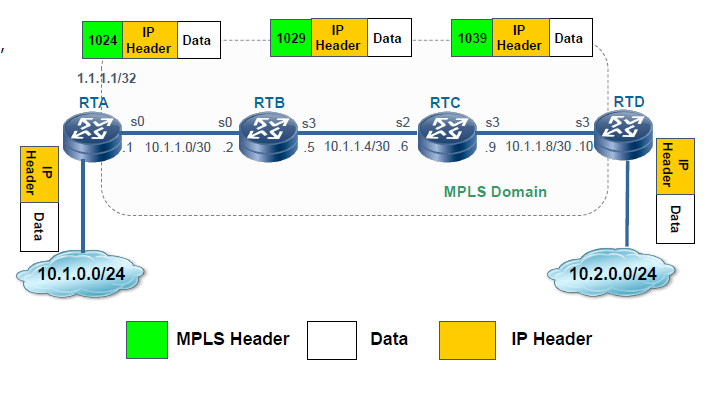 1024 IP Header Data
1029 IP Header Data
1039 IP Header Data
,
1.1.1.1/32
RTA
RTB
RTC
RTD
s0
s0
s3
s2
s3
s3
.1 10.1.1.0/30 .2
.5 10.1.1.4/30 .6
.9 10.1.1.8/30 .10
IP Header
Data
IP Header
Data
MPLS Domain
10.1.0.0/24
10.2.0.0/24
MPLS Header
Data
IP Header